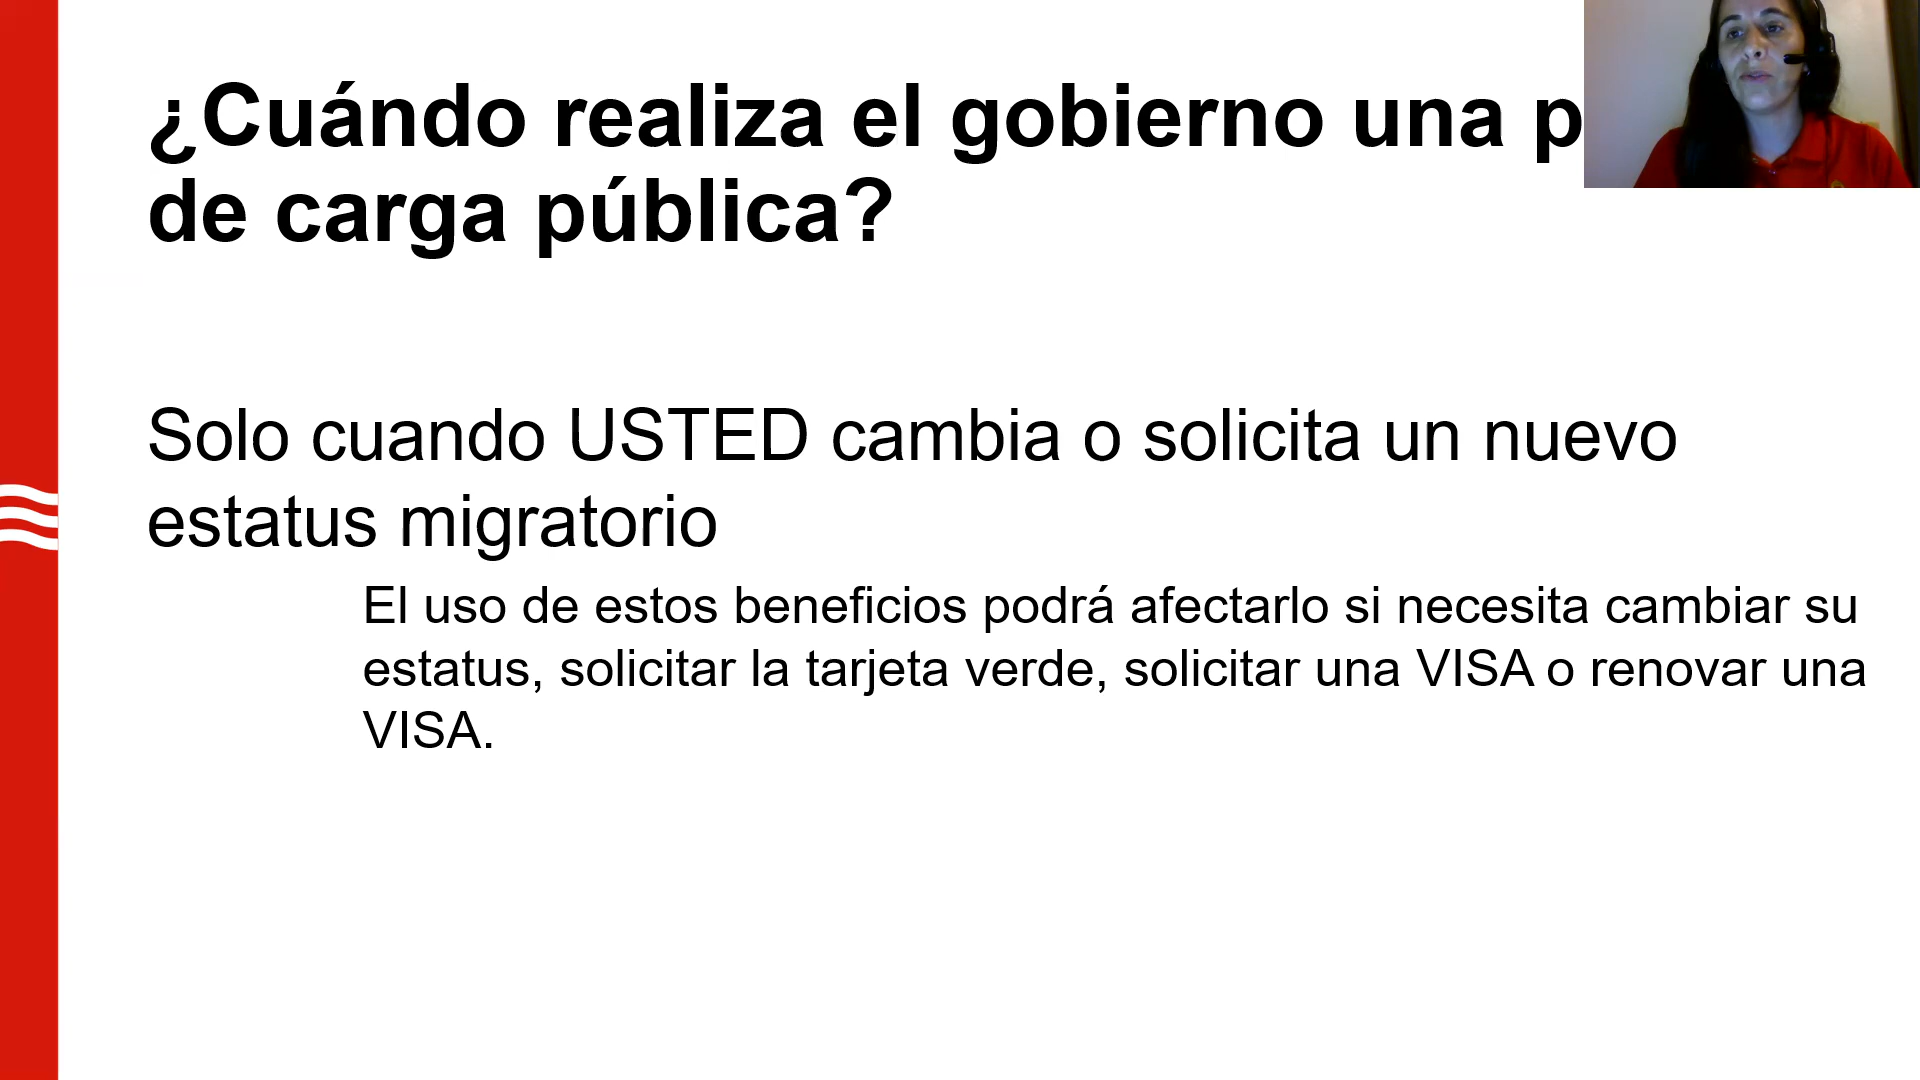 ¿Cuándo realiza el gobierno una
de carga pública?
Solo cuando USTED cambia o solicita un nuevo
estatus migratorio
El uso de estos beneficios podrá afectarlo si necesita cambiar su
estatus, solicitar la tarjeta verde, solicitar una VISA o renovar una
VISA.